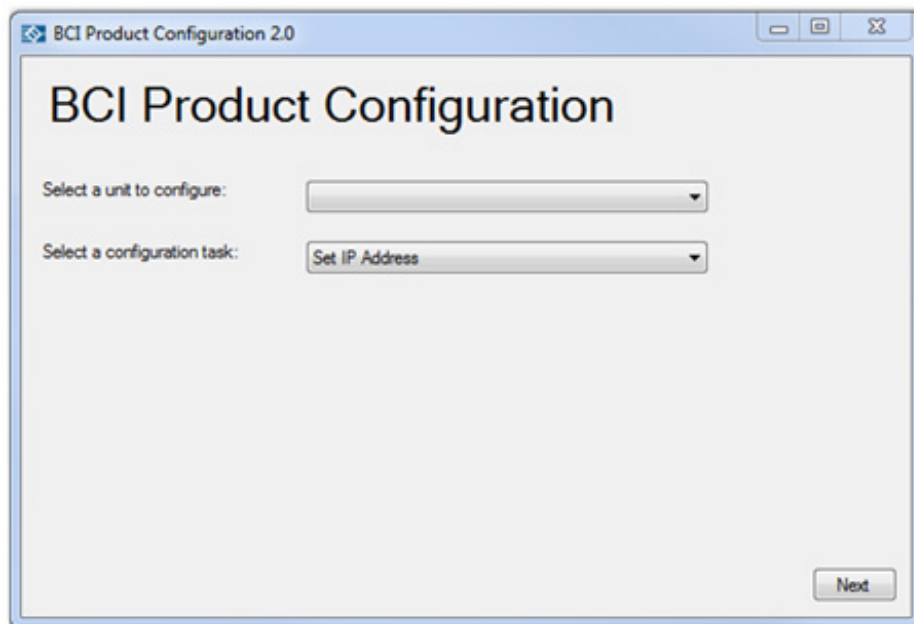 BCI Product Configuration 2.0
BCI Product Configuration
Select a unit to configure:
Select a configuration task:
Set IP Address
Next